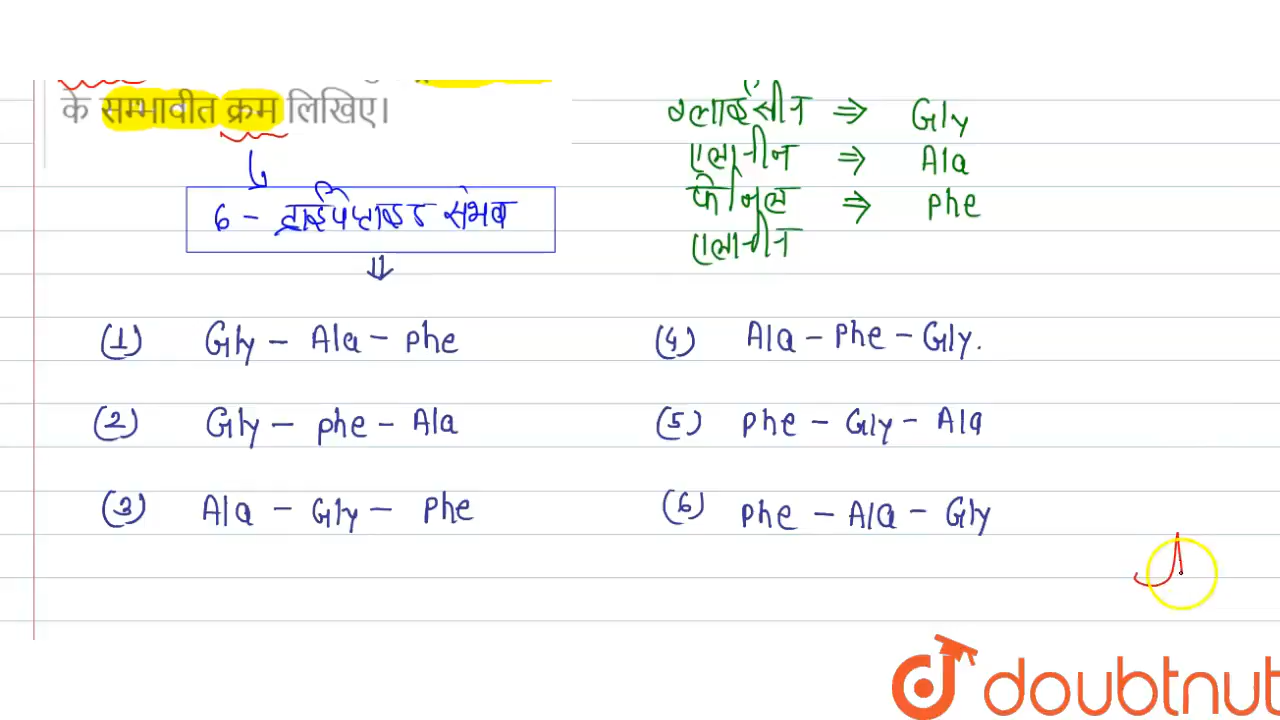 के सम्भावीत क्रम लिखिए।
6 - ट्राईपेप्टाइड संभव
ग्लाईसीन ⇒ Gly
एलानीन ⇒ Ala
फेनिल ⇒ Phe
एलानीन
(1) Gly - Ala - Phe
(2) Gly - Phe - Ala
(3) Ala - Gly - Phe
(4) Ala - Phe - Gly.
(5) Phe - Gly - Ala
(6) Phe - Ala - Gly
doubtnut